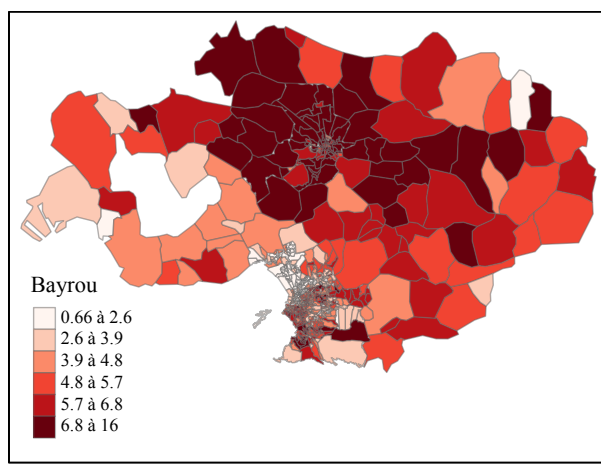 Bayrou
0.66 à 2.6
2.6 à 3.9
3.9 à 4.8
4.8 à 5.7
5.7 à 6.8
6.8 à 16